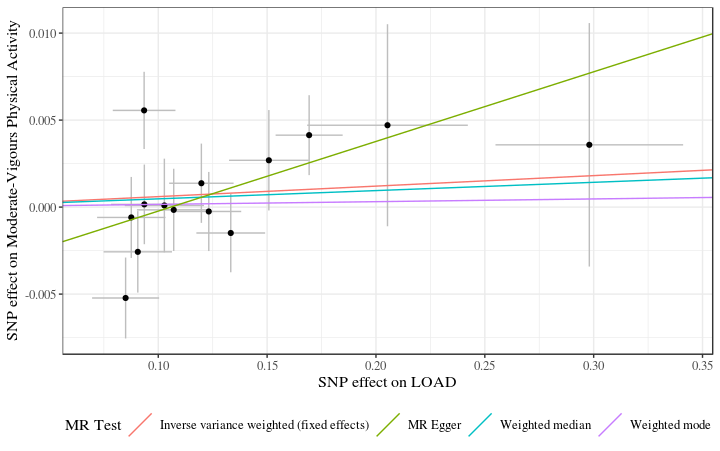 SNP effect on Moderate-Vigours Physical Activity
0.010
0.005
0.000
-0.005
0.10 0.15 0.20 0.25 0.30 0.35
SNP effect on LOAD
MR Test Inverse variance weighted (fixed effects) MR Egger Weighted median Weighted mode